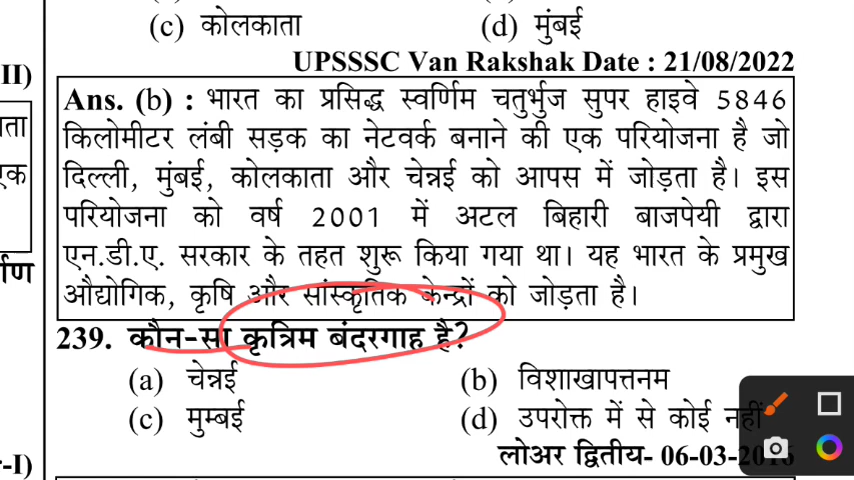 (c) कोलकाता (d) मुंबई
UPSSSC Van Rakshak Date : 21/08/2022
II)
Ans. (b) : भारत का प्रसिद्ध स्वर्णिम चतुर्भुज सुपर हाइवे 5846
किलोमीटर लंबी सड़क का नेटवर्क बनाने की एक परियोजना है जो
दिल्ली, मुंबई, कोलकाता और चेन्नई को आपस में जोड़ता है। इस
परियोजना को वर्ष 2001 में अटल बिहारी बाजपेयी द्वारा
एन.डी.ए. सरकार के तहत शुरू किया गया था। यह भारत के प्रमुख
औद्योगिक, कृषि और सांस्कृतिक केन्द्रों को जोड़ता है।
239. कौन-सा कृत्रिम बंदरगाह है?
(a) चेन्नई (b) विशाखापत्तनम
(c) मुम्बई (d) उपरोक्त में से कोई नहीं
लोअर द्वितीय- 06-03-2016
-I)